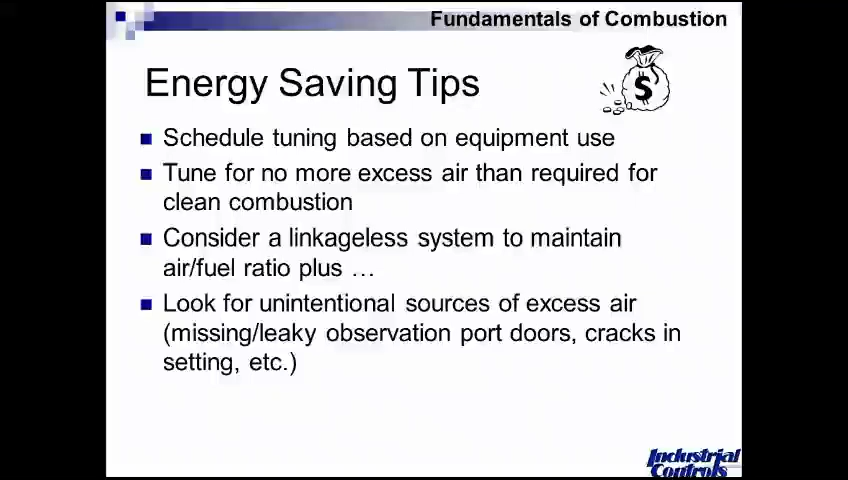 Fundamentals of Combustion
Energy Saving Tips
$
Schedule tuning based on equipment use
Tune for no more excess air than required for
clean combustion
Consider a linkageless system to maintain
air/fuel ratio plus …
Look for unintentional sources of excess air
(missing/leaky observation port doors, cracks in
setting, etc.)
Industrial
Controls